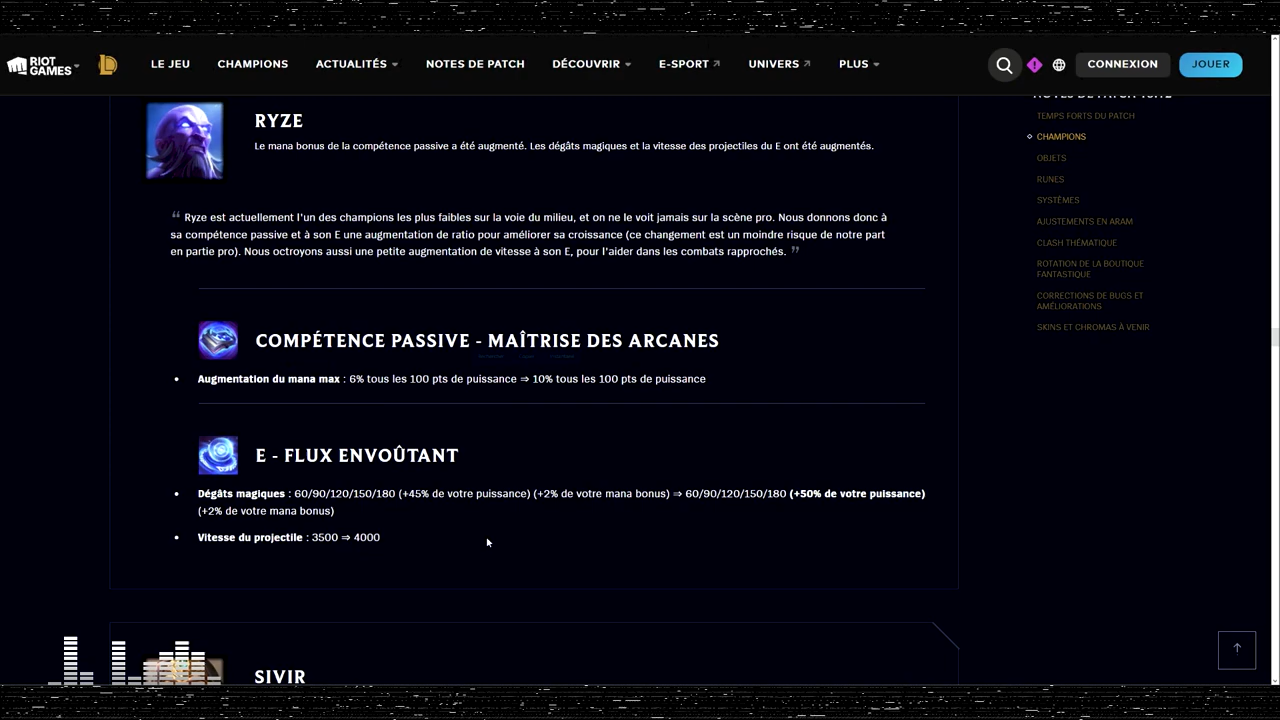 RIOT GAMES
LE JEU
CHAMPIONS
ACTUALITÉS
NOTES DE PATCH
DÉCOUVRIR
E-SPORT
UNIVERS
PLUS
CONNEXION
JOUER
RYZE
Le mana bonus de la compétence passive a été augmenté. Les dégâts magiques et la vitesse des projectiles du E ont été augmentés.
“ Ryze est actuellement l'un des champions les plus faibles sur la voie du milieu, et on ne le voit jamais sur la scène pro. Nous donnons donc à
sa compétence passive et à son E une augmentation de ratio pour améliorer sa croissance (ce changement est un moindre risque de notre part
en partie pro). Nous octroyons aussi une petite augmentation de vitesse à son E, pour l'aider dans les combats rapprochés. ”
COMPÉTENCE PASSIVE - MAÎTRISE DES ARCANES
• Augmentation du mana max : 6% tous les 100 pts de puissance ⇒ 10% tous les 100 pts de puissance
E - FLUX ENVOÛTANT
• Dégâts magiques : 60/90/120/150/180 (+45% de votre puissance) (+2% de votre mana bonus) ⇒ 60/90/120/150/180 (+50% de votre puissance)
(+2% de votre mana bonus)
• Vitesse du projectile : 3500 ⇒ 4000
SIVIR
NOTES DE PATCH
TEMPS FORTS DU PATCH
CHAMPIONS
OBJETS
RUNES
SYSTÈMES
AJUSTEMENTS EN ARAM
CLASH THÉMATIQUE
ROTATION DE LA BOUTIQUE
FANTASTIQUE
CORRECTIONS DE BUGS ET
AMÉLIORATIONS
SKINS ET CHROMAS À VENIR